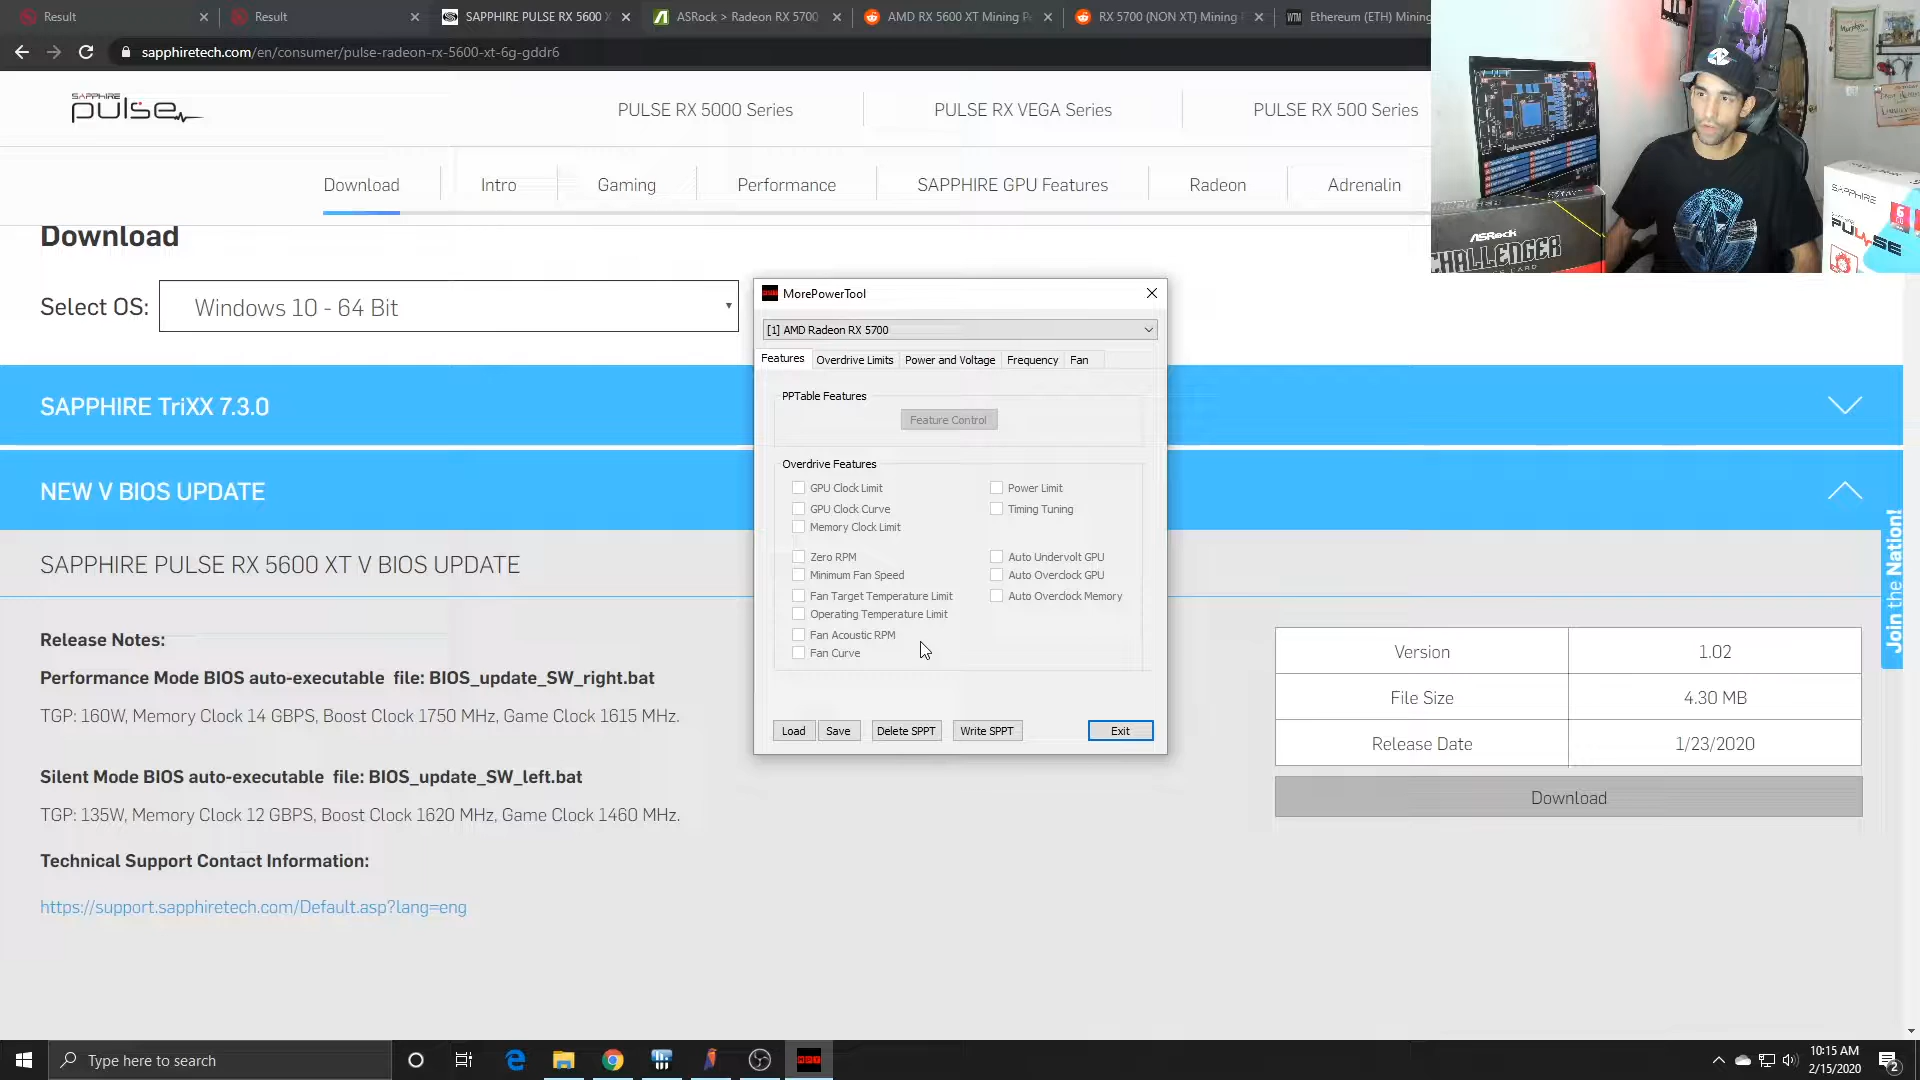 Result
Result
SAPPHIRE PULSE RX 5600 X
ASRock > Radeon RX 5700
AMD RX 5600 XT Mining P
RX 5700 (NON XT) Mining
Ethereum (ETH) Mining
sapphiretech.com/en/consumer/pulse-radeon-rx-5600-xt-6g-gddr6
SAPPHIRE
pulse
PULSE RX 5000 Series
PULSE RX VEGA Series
PULSE RX 500 Series
Download
Intro
Gaming
Performance
SAPPHIRE GPU Features
Radeon
Adrenalin
ASRock
CHALLENGER
SAPPHIRE
PULSE
6
Download
Select OS:
Windows 10 - 64 Bit
SAPPHIRE TriXX 7.3.0
NEW V BIOS UPDATE
SAPPHIRE PULSE RX 5600 XT V BIOS UPDATE
Release Notes:
Performance Mode BIOS auto-executable file: BIOS_update_SW_right.bat
TGP: 160W, Memory Clock 14 GBPS, Boost Clock 1750 MHz, Game Clock 1615 MHz.
Silent Mode BIOS auto-executable file: BIOS_update_SW_left.bat
TGP: 135W, Memory Clock 12 GBPS, Boost Clock 1620 MHz, Game Clock 1460 MHz.
Technical Support Contact Information:
https://support.sapphiretech.com/Default.asp?lang=eng
MorePowerTool
[1] AMD Radeon RX 5700
Features
Overdrive Limits
Power and Voltage
Frequency
Fan
PPTable Features
Feature Control
Overdrive Features
GPU Clock Limit
Power Limit
GPU Clock Curve
Timing Tuning
Memory Clock Limit
Zero RPM
Auto Undervolt GPU
Minimum Fan Speed
Auto Overclock GPU
Fan Target Temperature Limit
Auto Overclock Memory
Operating Temperature Limit
Fan Acoustic RPM
Fan Curve
Load
Save
Delete SPPT
Write SPPT
Exit
Join the Nation!
Version
1.02
File Size
4.30 MB
Release Date
1/23/2020
Download
Type here to search
MPT
10:15 AM
2/15/2020
2